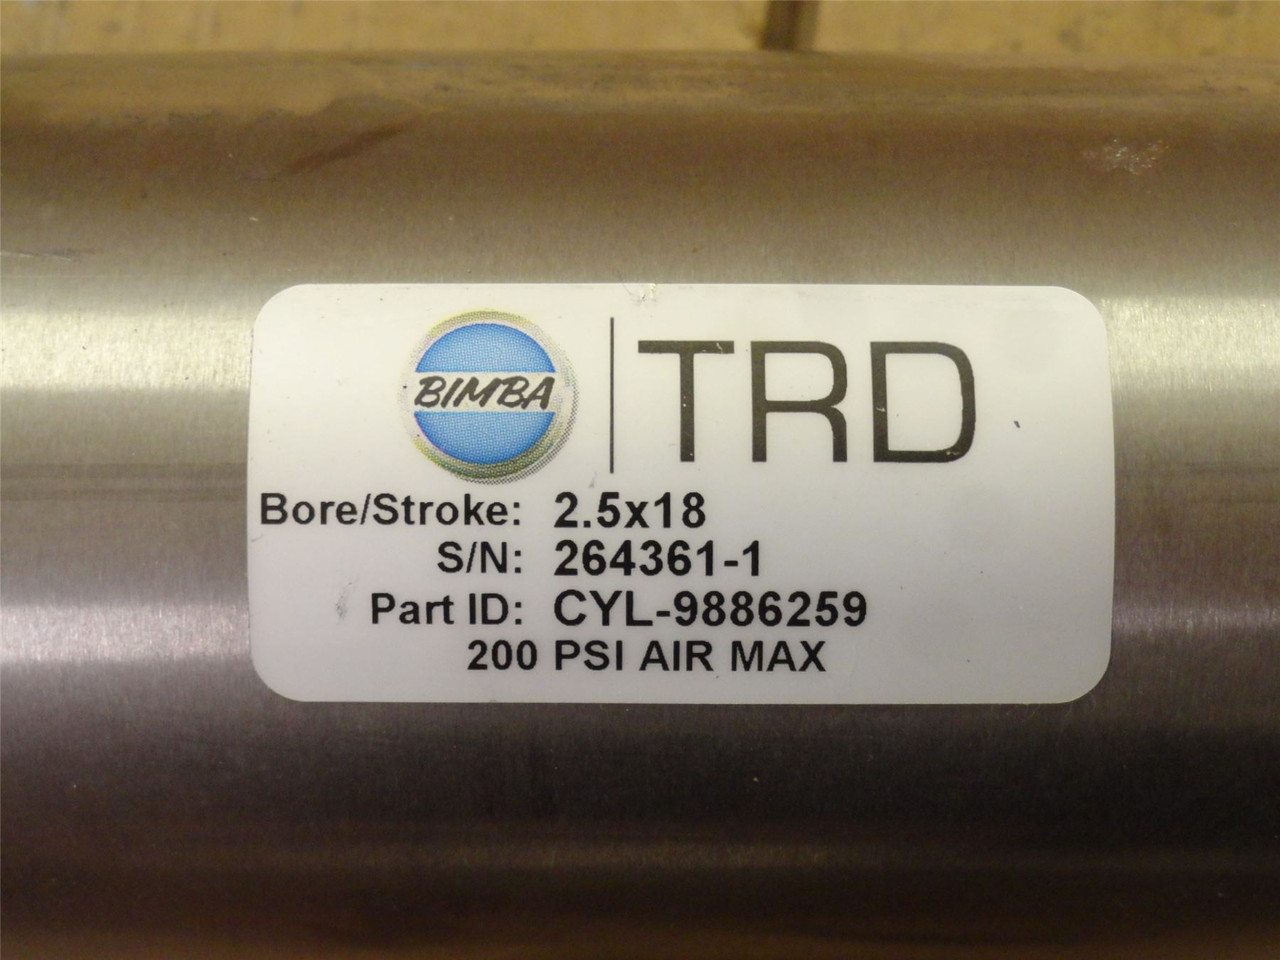 BIMBA TRD
Bore/Stroke: 2.5x18
S/N: 264361-1
Part ID: CYL-9886259
200 PSI AIR MAX